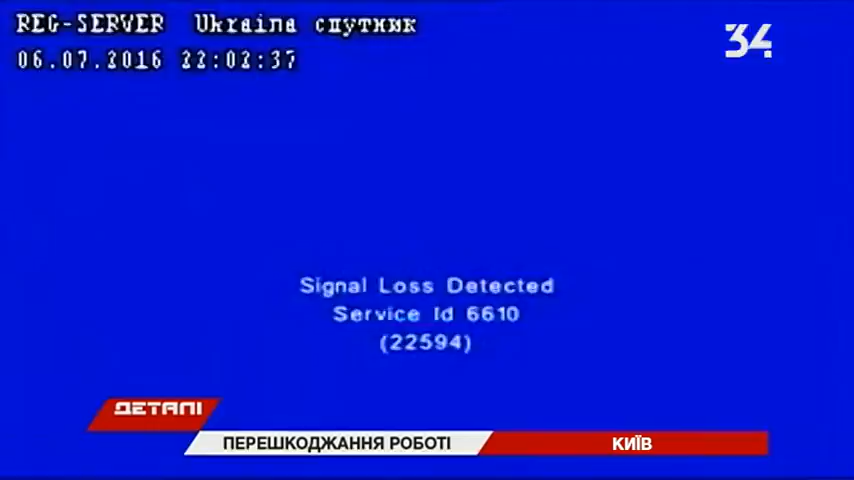 REG-SERVER Ukraina спутник
06.07.2016 22:02:37
34
Signal Loss Detected
Service Id 6610
(22594)
ДЕТАЛІ
ПЕРЕШКОДЖАННЯ РОБОТІ
КИЇВ